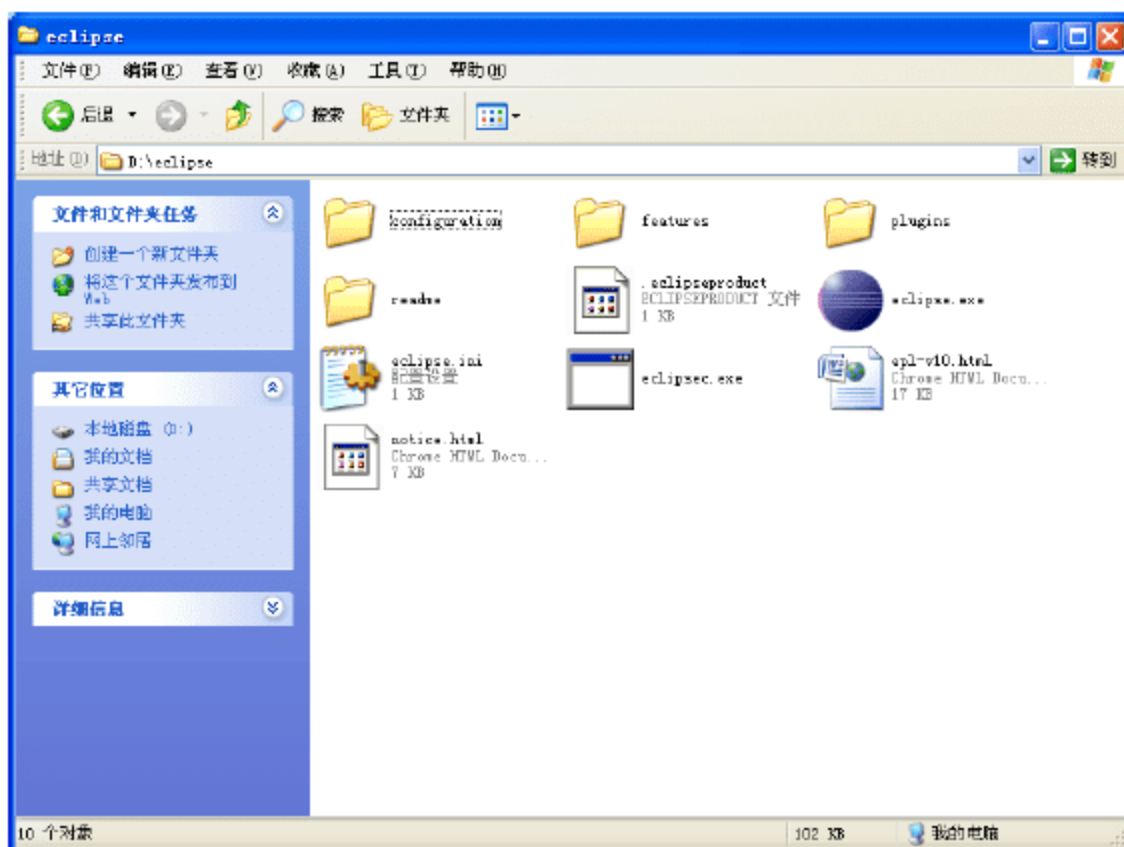 eclipse
文件(F) 编辑(E) 查看(V) 收藏(A) 工具(T) 帮助(H)
后退 搜索 文件夹
地址(D) D:\eclipse 转到
文件和文件夹任务
创建一个新文件夹
将这个文件夹发布到
Web
共享此文件夹
其它位置
本地磁盘 (D:)
我的文档
共享文档
我的电脑
网上邻居
详细信息
configuration
features
plugins
readme
.eclipseproduct
ECLIPSEPRODUCT 文件
1 KB
eclipse.exe
eclipse.ini
配置设置
1 KB
eclipsec.exe
epl-v10.html
Chrome HTML Docu...
17 KB
notice.html
Chrome HTML Docu...
7 KB
10 个对象 102 KB 我的电脑